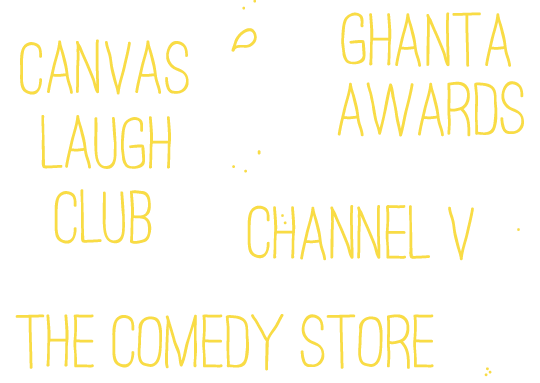 CANVAS
LAUGH
CLUB
GHANTA
AWARDS
CHANNEL V
THE COMEDY STORE